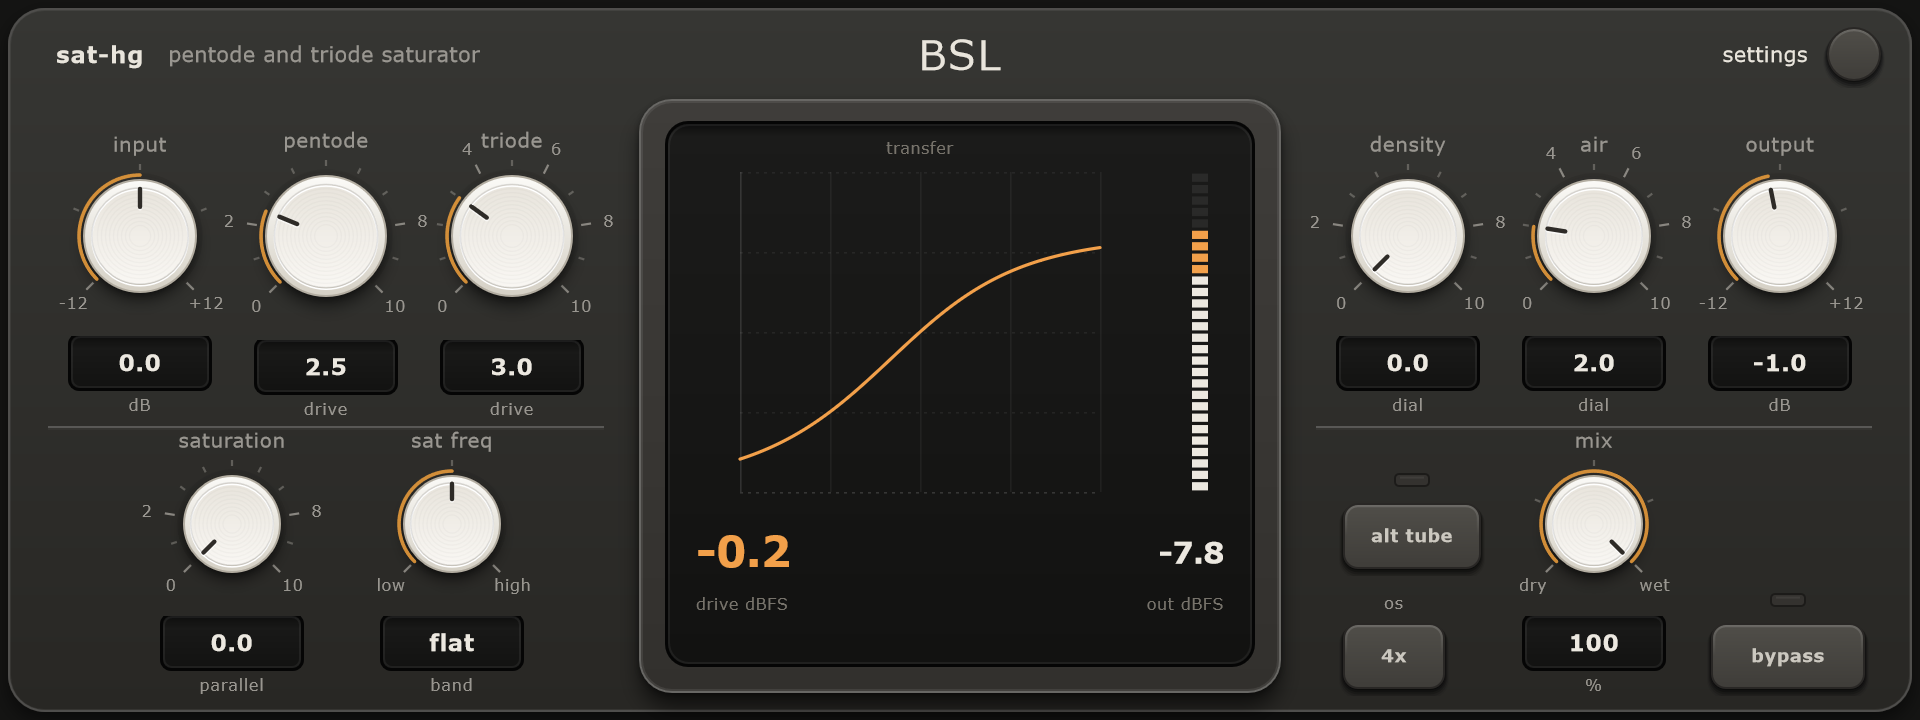 sat-hg pentode and triode saturator
BSL
settings
input
-12 +12
0.0
dB
pentode
0 2 8 10
2.5
drive
triode
0 4 6 8 10
3.0
drive
saturation
0 2 8 10
0.0
parallel
sat freq
low high
flat
band
transfer
-0.2
drive dBFS
-7.8
out dBFS
density
0 2 8 10
0.0
dial
air
0 4 6 8 10
2.0
dial
output
-12 +12
-1.0
dB
alt tube
os
4x
mix
dry wet
100
%
bypass